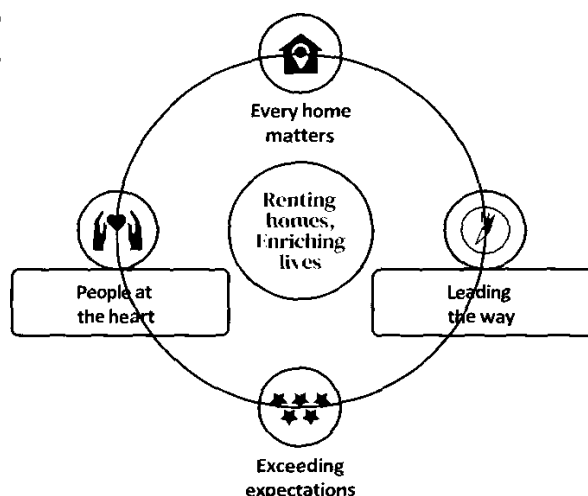 Every home
matters
Renting
homes,
Enriching
lives
People at
the heart
Leading
the way
Exceeding
expectations